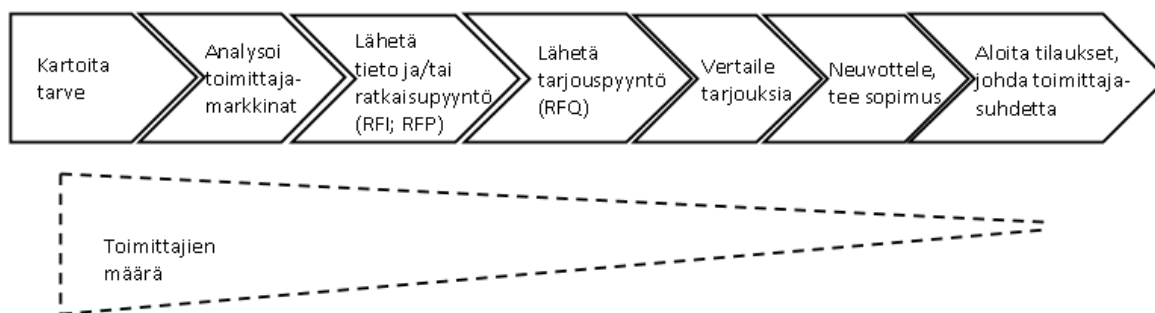 Kartoita
tarve
Analysoi
toimittaja-
markkinat
Lähetä
tieto ja/tai
ratkaisupyyntö
(RFI; RFP)
Lähetä
tarjouspyyntö
(RFQ)
Vertaile
tarjouksia
Neuvottele,
tee sopimus
Aloita tilaukset,
johda toimittaja-
suhdetta
Toimittajien
määrä